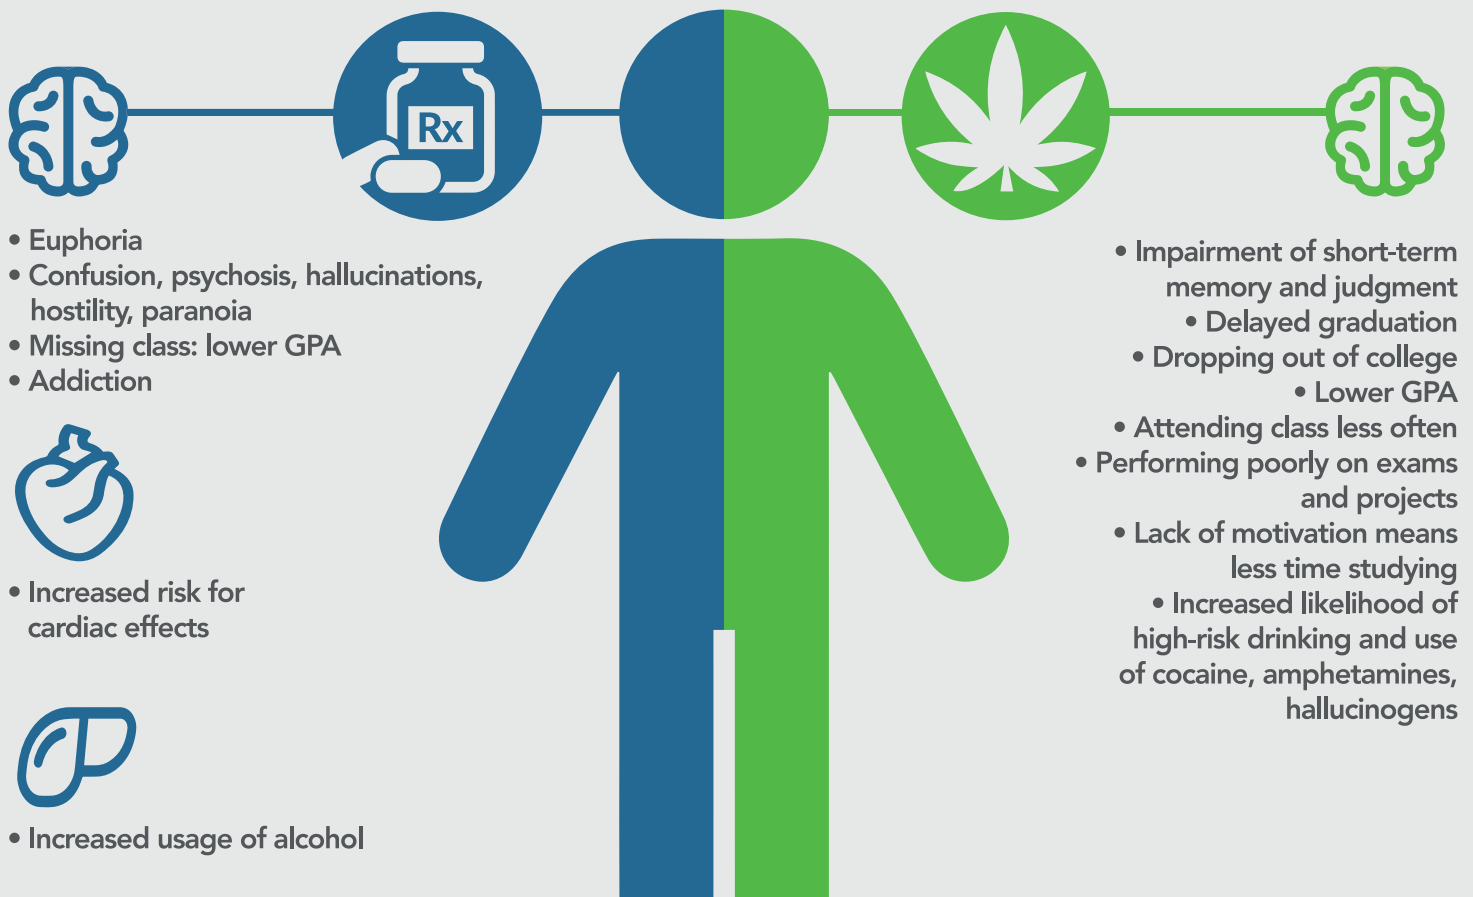 Rx
• Euphoria
• Confusion, psychosis, hallucinations,
hostility, paranoia
• Missing class: lower GPA
• Addiction
• Increased risk for
cardiac effects
• Increased usage of alcohol
• Impairment of short-term
memory and judgment
• Delayed graduation
• Dropping out of college
• Lower GPA
• Attending class less often
• Performing poorly on exams
and projects
• Lack of motivation means
less time studying
• Increased likelihood of
high-risk drinking and use
of cocaine, amphetamines,
hallucinogens